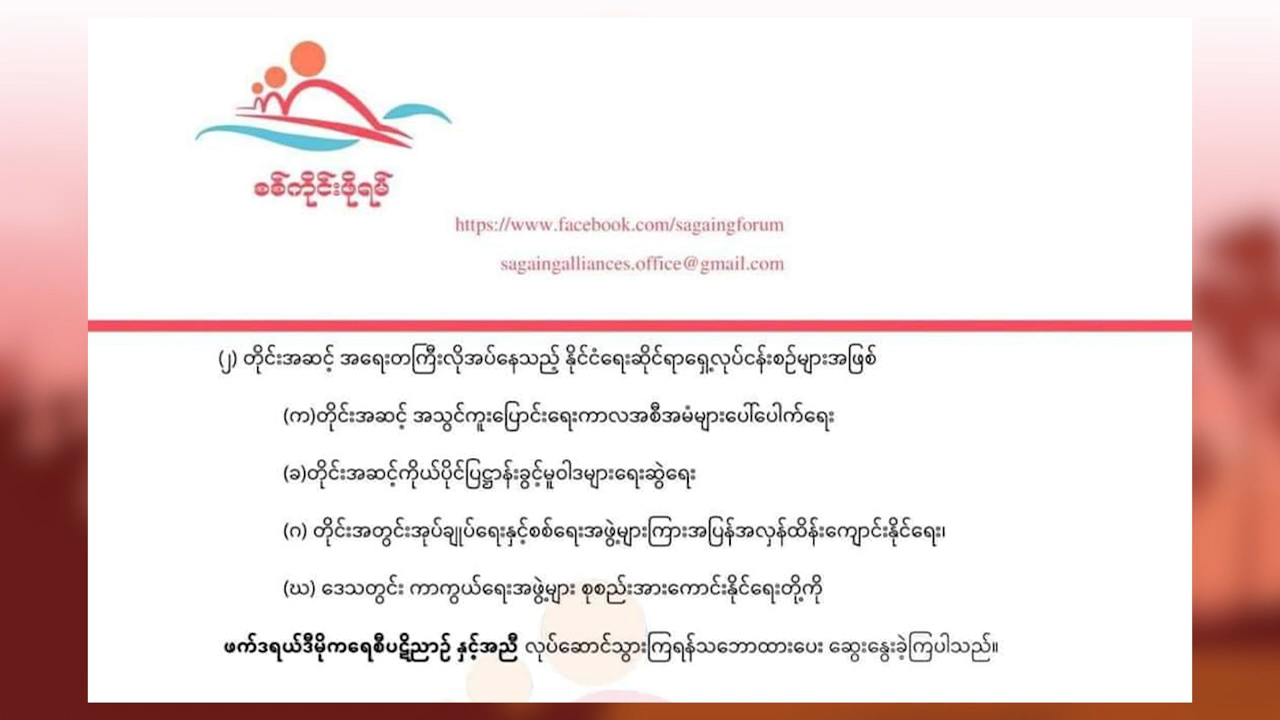 စစ်ကိုင်းဖိုရမ်
https://www.facebook.com/sagaingforum
sagaingalliances.office@gmail.com
(၂) တိုင်းအဆင့် အရေးတကြီးလိုအပ်နေသည့် နိုင်ငံရေးဆိုင်ရာရှေ့လုပ်ငန်းစဉ်များအဖြစ်
(က)တိုင်းအဆင့် အသွင်ကူးပြောင်းရေးကာလအစီအမံများပေါ်ပေါက်ရေး
(ခ)တိုင်းအဆင့်ကိုယ်ပိုင်ပြဋ္ဌာန်းခွင့်မူဝါဒများရေးဆွဲရေး
(ဂ) တိုင်းအတွင်းအုပ်ချုပ်ရေးနှင့်စစ်ရေးအဖွဲ့များကြားအပြန်အလှန်ထိန်းကျောင်းနိုင်ရေး၊
(ဃ) ဒေသတွင်း ကာကွယ်ရေးအဖွဲ့များ စုစည်းအားကောင်းနိုင်ရေးတို့ကို
ဖက်ဒရယ်ဒီမိုကရေစီပဋိညာဉ် နှင့်အညီ လုပ်ဆောင်သွားကြရန်သဘောထားပေး ဆွေးနွေးခဲ့ကြပါသည်။